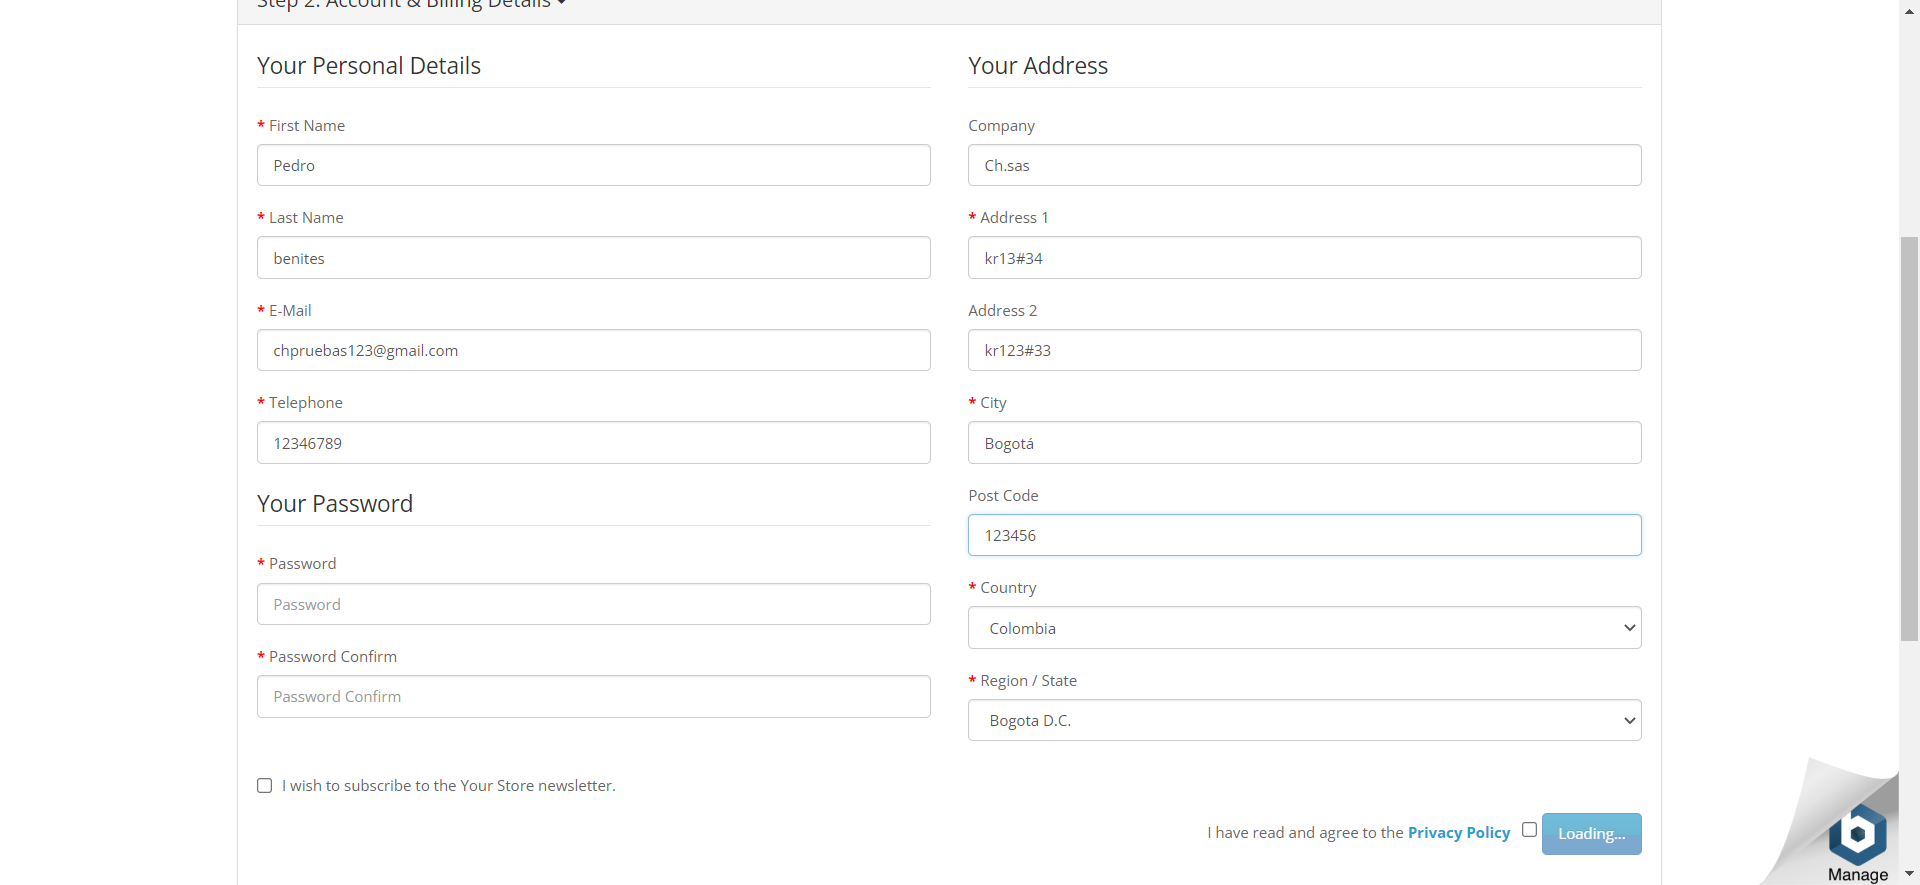 Step 2: Account & Billing Details
Your Personal Details
* First Name
Pedro
* Last Name
benites
* E-Mail
chpruebas123@gmail.com
* Telephone
12346789
Your Password
* Password
Password
* Password Confirm
Password Confirm
Your Address
Company
Ch.sas
* Address 1
kr13#34
Address 2
kr123#33
* City
Bogotá
Post Code
123456
* Country
Colombia
* Region / State
Bogota D.C.
I wish to subscribe to the Your Store newsletter.
I have read and agree to the Privacy Policy
Loading...
b
Manage